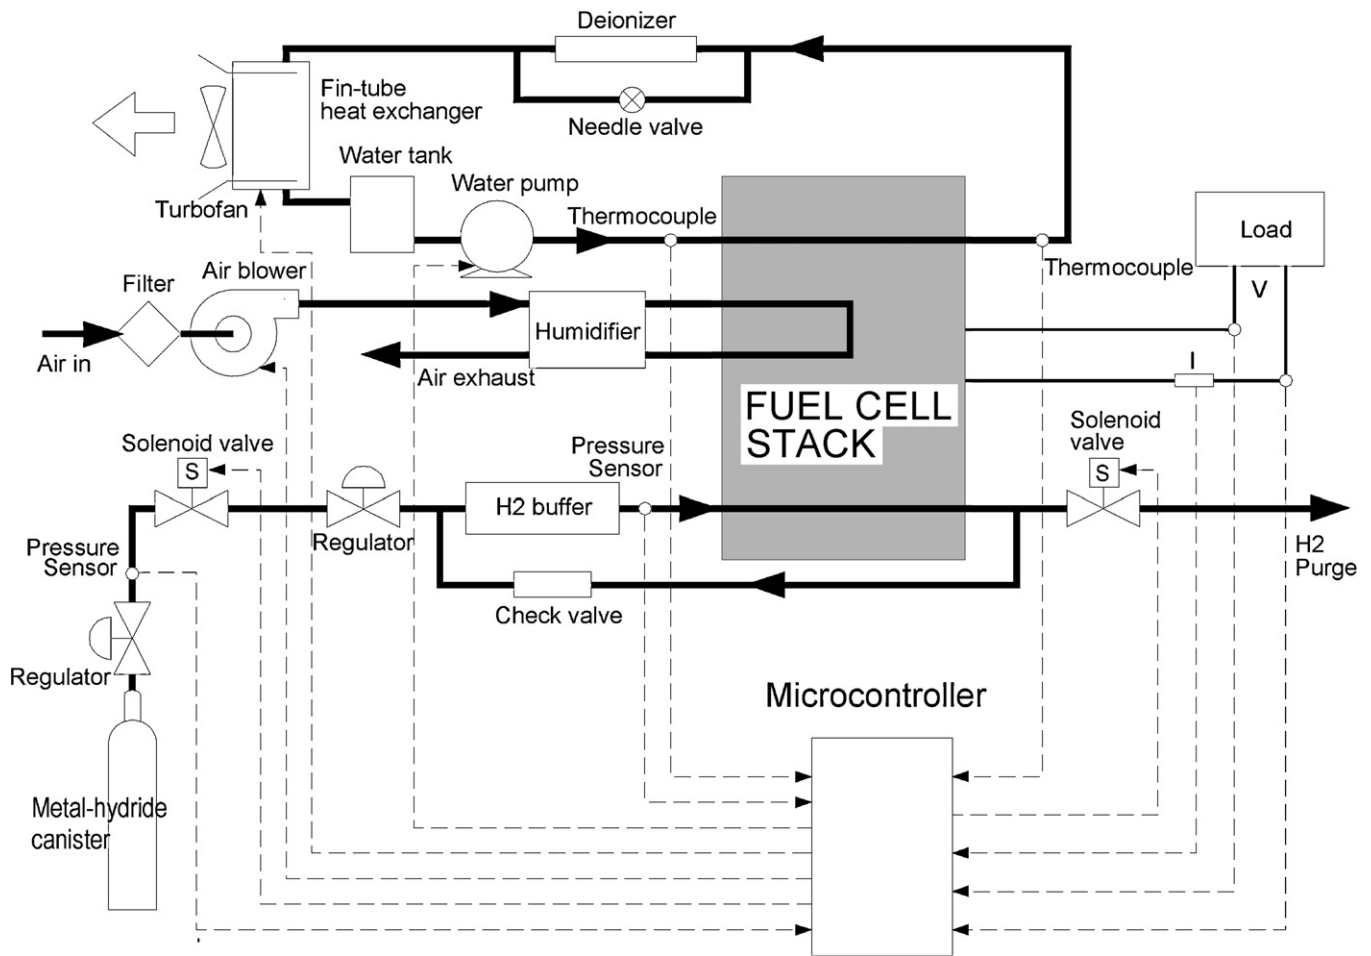 Deionizer
Fin-tube
heat exchanger
Needle valve
Water tank
Water pump
Turbofan
Thermocouple
Load
Thermocouple
Air blower
Filter
V
Humidifier
Air in
Air exhaust
I
FUEL CELL
STACK
Solenoid valve
S
Pressure
Sensor
Solenoid
valve
S
H2 buffer
Regulator
Pressure
Sensor
H2
Purge
Check valve
Regulator
Microcontroller
Metal-hydride
canister